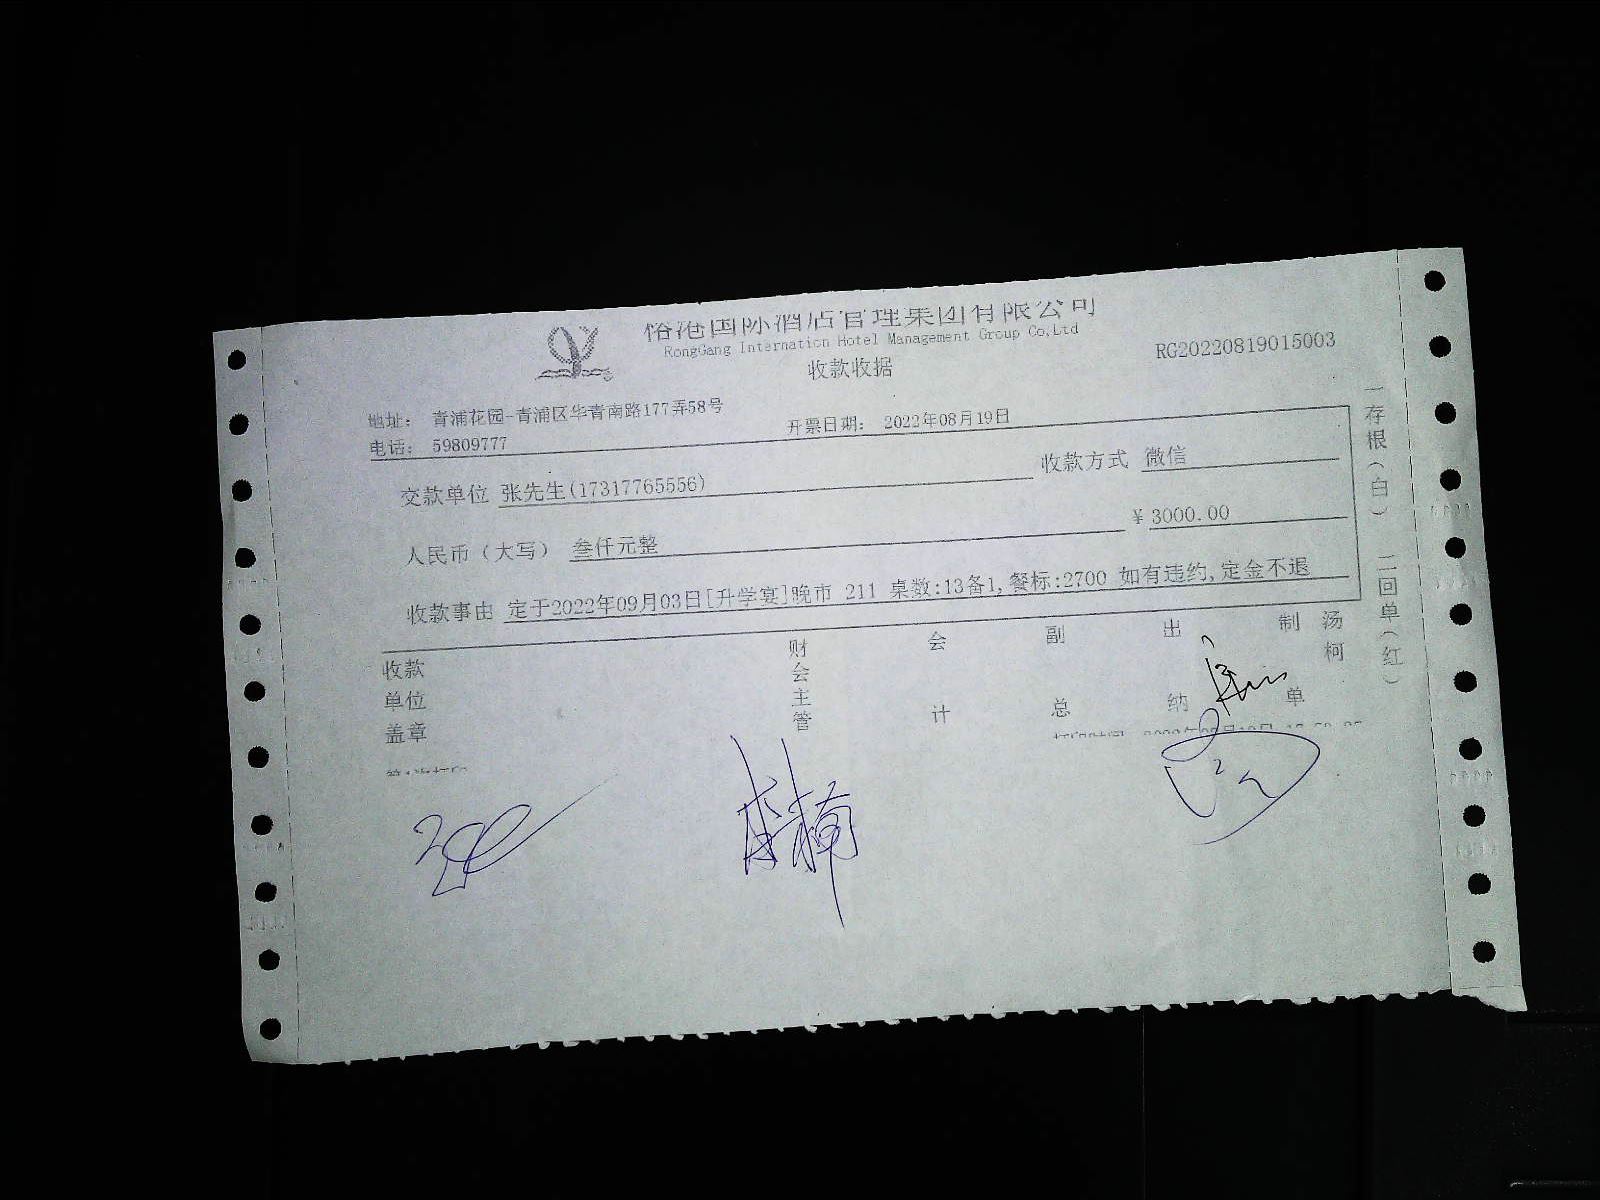 国际酒店管理集团有限公司
RongGang Internation Hotel Management Group Co,Ltd
收款收据
RG20220819015003
地址： 青浦花园-青浦区华青南路177弄58号
电话： 59809777
开票日期： 2022年08月19日
交款单位 张先生(17317765556)
收款方式 微信
人民币（大写） 叁仟元整
¥ 3000.00
收款事由 定于2022年09月03日[升学宴]晚市 211 桌数:13备1,餐标:2700 如有违约,定金不退
收款单位盖章
财会主管
会计
副总
出纳
制单
汤柯
一存根（白） 二回单（红）
李楠